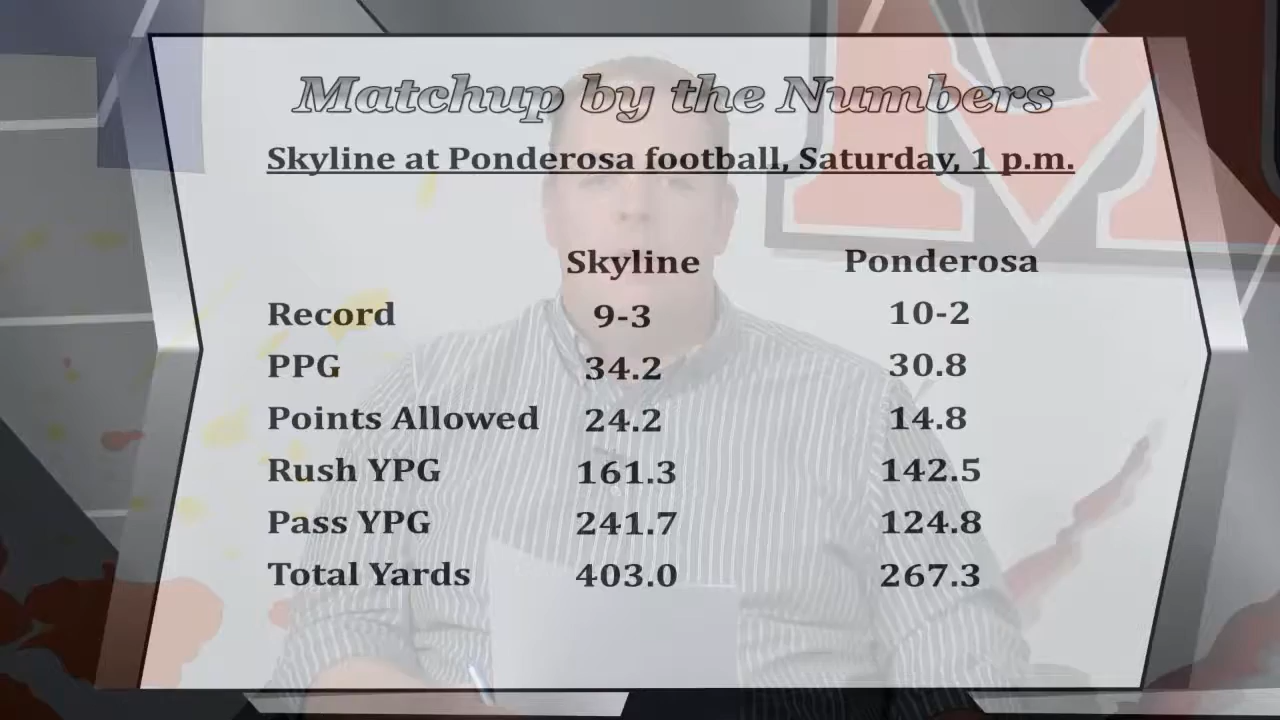 Matchup by the Numbers
Skyline at Ponderosa football, Saturday, 1 p.m.
Skyline Ponderosa
Record 9-3 10-2
PPG 34.2 30.8
Points Allowed 24.2 14.8
Rush YPG 161.3 142.5
Pass YPG 241.7 124.8
Total Yards 403.0 267.3